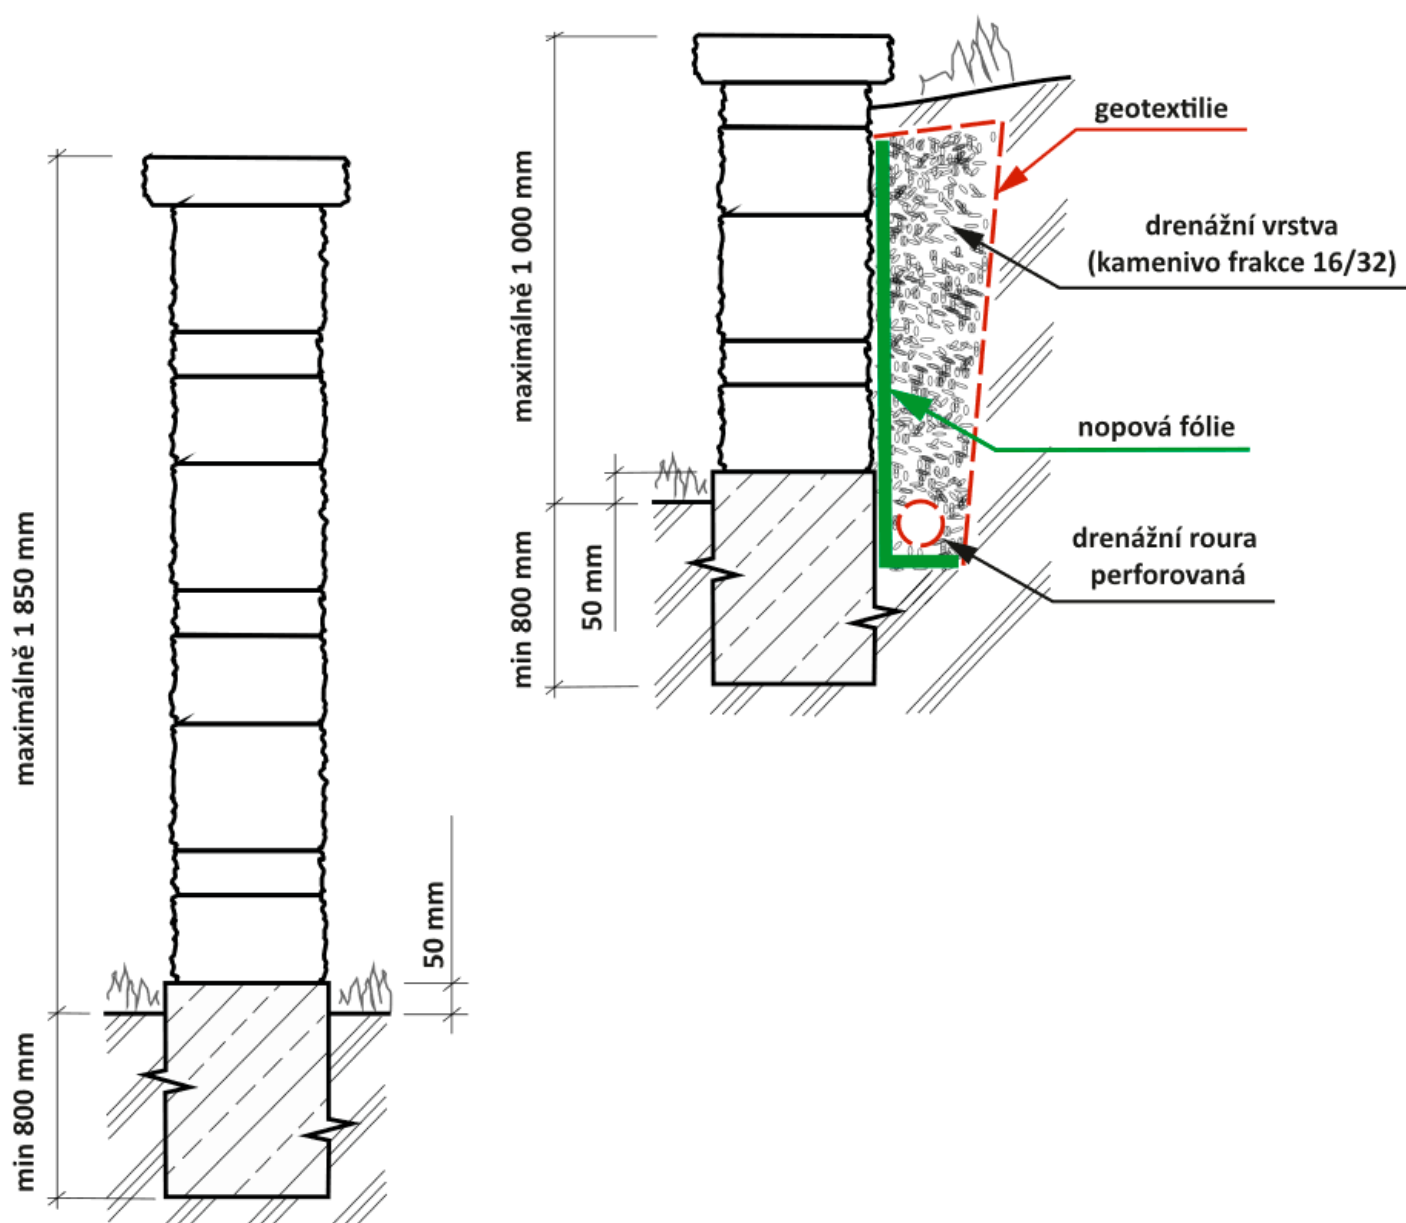 maximálně 1 850 mm
min 800 mm
50 mm
maximálně 1 000 mm
min 800 mm
50 mm
geotextilie
drenážní vrstva
(kamenivo frakce 16/32)
nopová fólie
drenážní roura
perforovaná